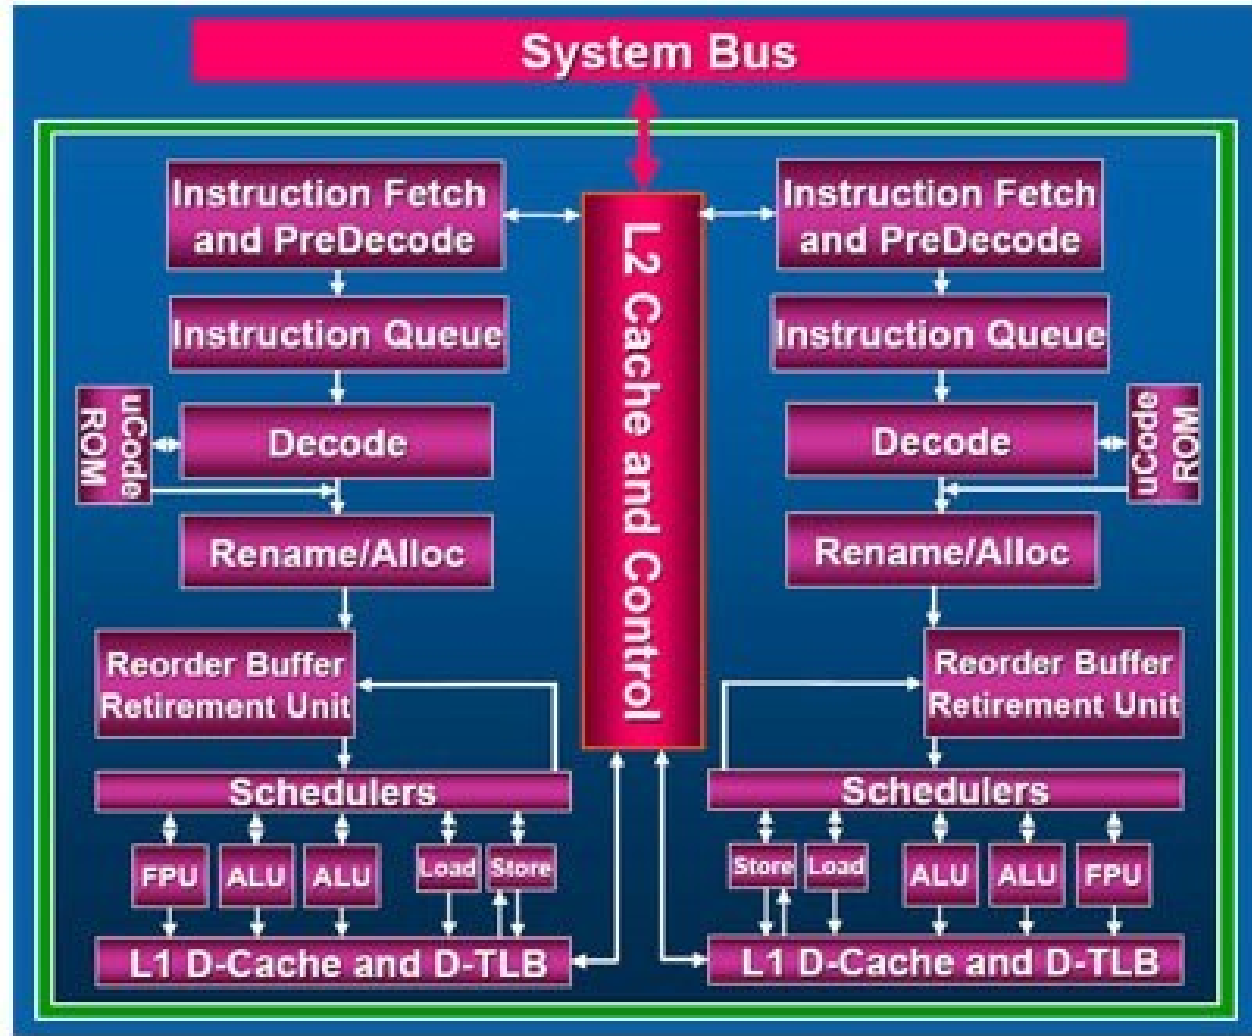 System Bus
Instruction Fetch
and PreDecode
Instruction Queue
uCode
ROM
Decode
Rename/Alloc
Reorder Buffer
Retirement Unit
Schedulers
FPU
ALU
ALU
Load
Store
L1 D-Cache and D-TLB
L2 Cache and Control
Instruction Fetch
and PreDecode
Instruction Queue
Decode
uCode
ROM
Rename/Alloc
Reorder Buffer
Retirement Unit
Schedulers
Store
Load
ALU
ALU
FPU
L1 D-Cache and D-TLB